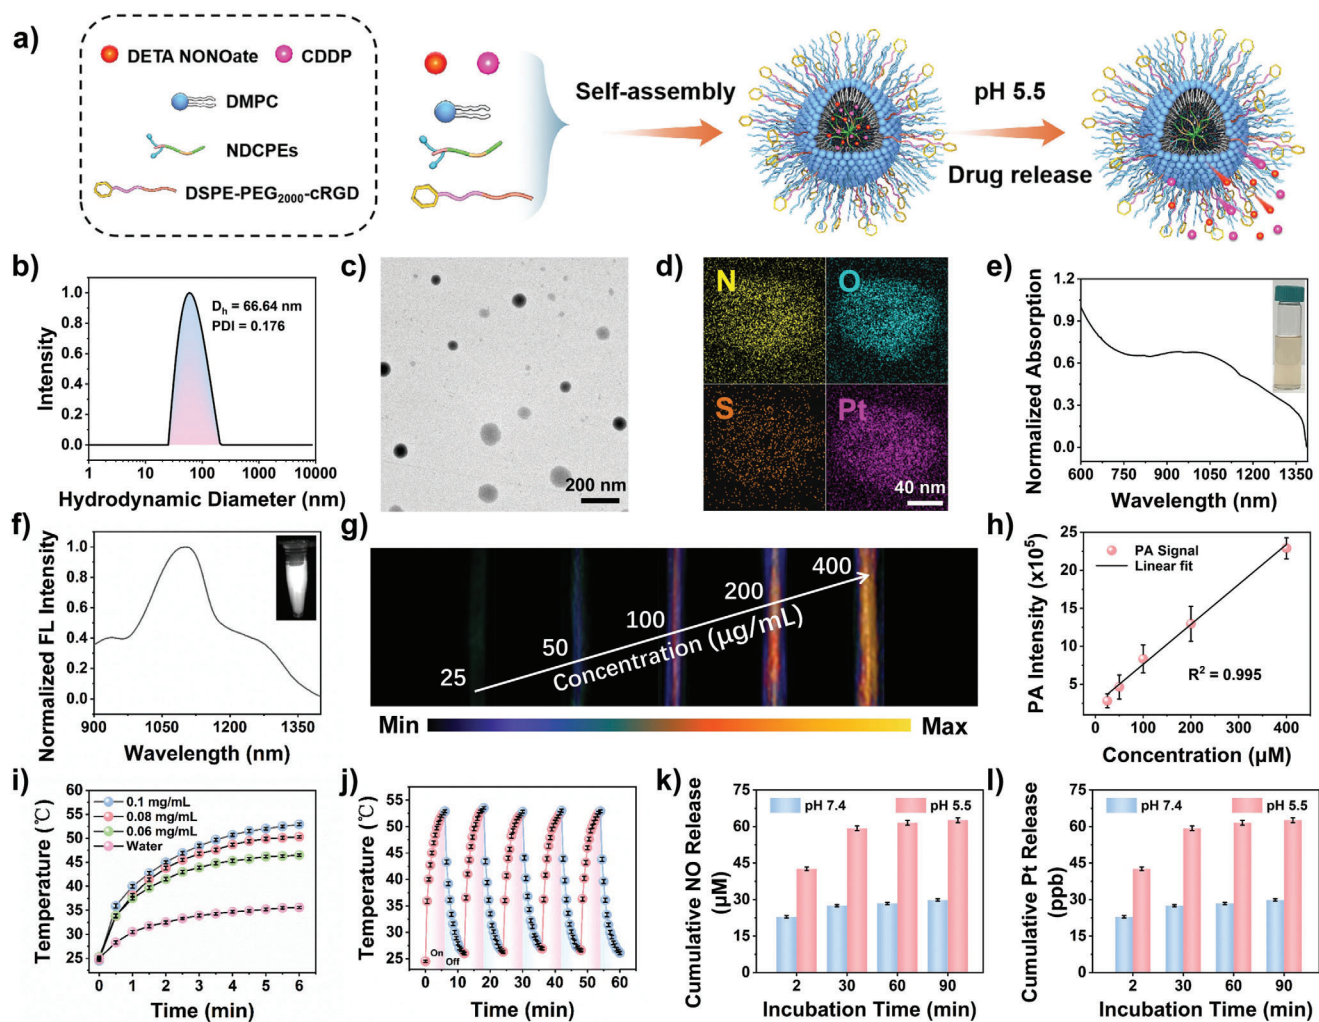 a)
DETA NONOate CDDP
DMPC
NDCPEs
DSPE-PEG2000-cRGD
Self-assembly
pH 5.5
Drug release
b)
Intensity
1.0
0.8
0.6
0.4
0.2
0.0
Dh = 66.64 nm
PDI = 0.176
1 10 100 1000 10000
Hydrodynamic Diameter (nm)
c)
200 nm
d)
N
O
S
Pt
40 nm
e)
Normalized Absorption
1.2
0.9
0.6
0.3
0.0
600 750 900 1050 1200 1350
Wavelength (nm)
f)
Normalized FL Intensity
1.0
0.8
0.6
0.4
0.2
0.0
900 1050 1200 1350
Wavelength (nm)
g)
25
50
100
200
400
Concentration (μg/mL)
Min
Max
h)
PA Intensity (x10⁵)
25
20
15
10
5
PA Signal
Linear fit
R² = 0.995
0 100 200 300 400
Concentration (μM)
i)
Temperature (℃)
60
55
50
45
40
35
30
25
0.1 mg/mL
0.08 mg/mL
0.06 mg/mL
Water
0 1 2 3 4 5 6
Time (min)
j)
Temperature (℃)
55
50
45
40
35
30
25
On
Off
0 10 20 30 40 50 60
Time (min)
k)
Cumulative NO Release
(μM)
75
60
45
30
15
0
pH 7.4
pH 5.5
2 30 60 90
Incubation Time (min)
l)
Cumulative Pt Release
(ppb)
75
60
45
30
15
0
pH 7.4
pH 5.5
2 30 60 90
Incubation Time (min)